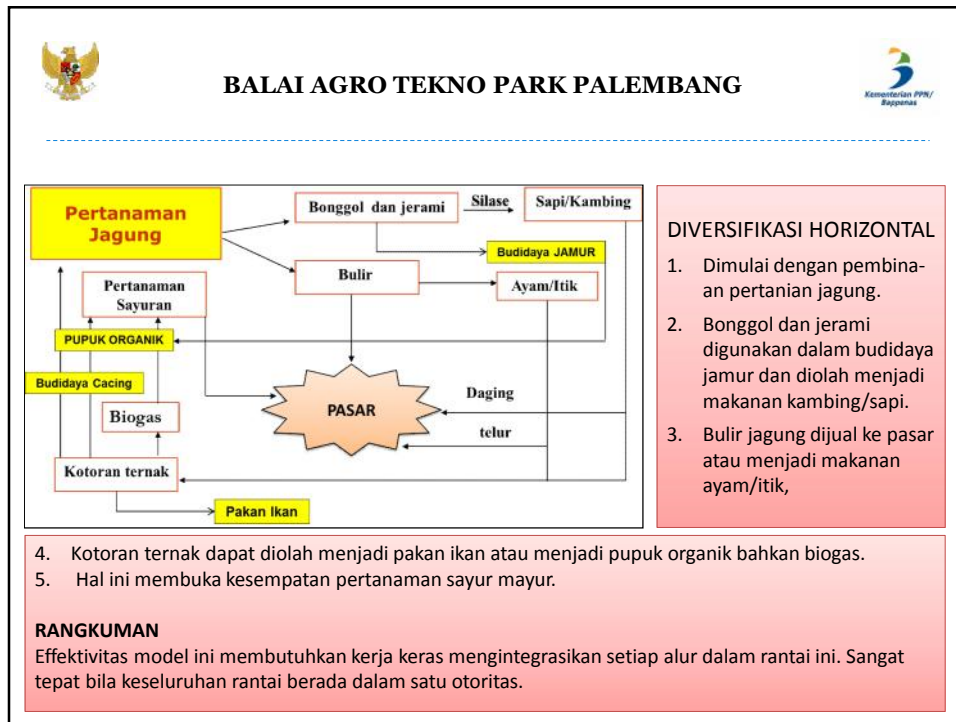 BALAI AGRO TEKNO PARK PALEMBANG
Kementerian PPN/
Bappenas
Pertanaman
Jagung
Bonggol dan jerami
Silase
Sapi/Kambing
Budidaya JAMUR
Bulir
Ayam/Itik
Pertanaman
Sayuran
PUPUK ORGANIK
Budidaya Cacing
Biogas
PASAR
Daging
telur
Kotoran ternak
Pakan Ikan
DIVERSIFIKASI HORIZONTAL
1. Dimulai dengan pembina-
an pertanian jagung.
2. Bonggol dan jerami
digunakan dalam budidaya
jamur dan diolah menjadi
makanan kambing/sapi.
3. Bulir jagung dijual ke pasar
atau menjadi makanan
ayam/itik,
4. Kotoran ternak dapat diolah menjadi pakan ikan atau menjadi pupuk organik bahkan biogas.
5. Hal ini membuka kesempatan pertanaman sayur mayur.
RANGKUMAN
Effektivitas model ini membutuhkan kerja keras mengintegrasikan setiap alur dalam rantai ini. Sangat
tepat bila keseluruhan rantai berada dalam satu otoritas.